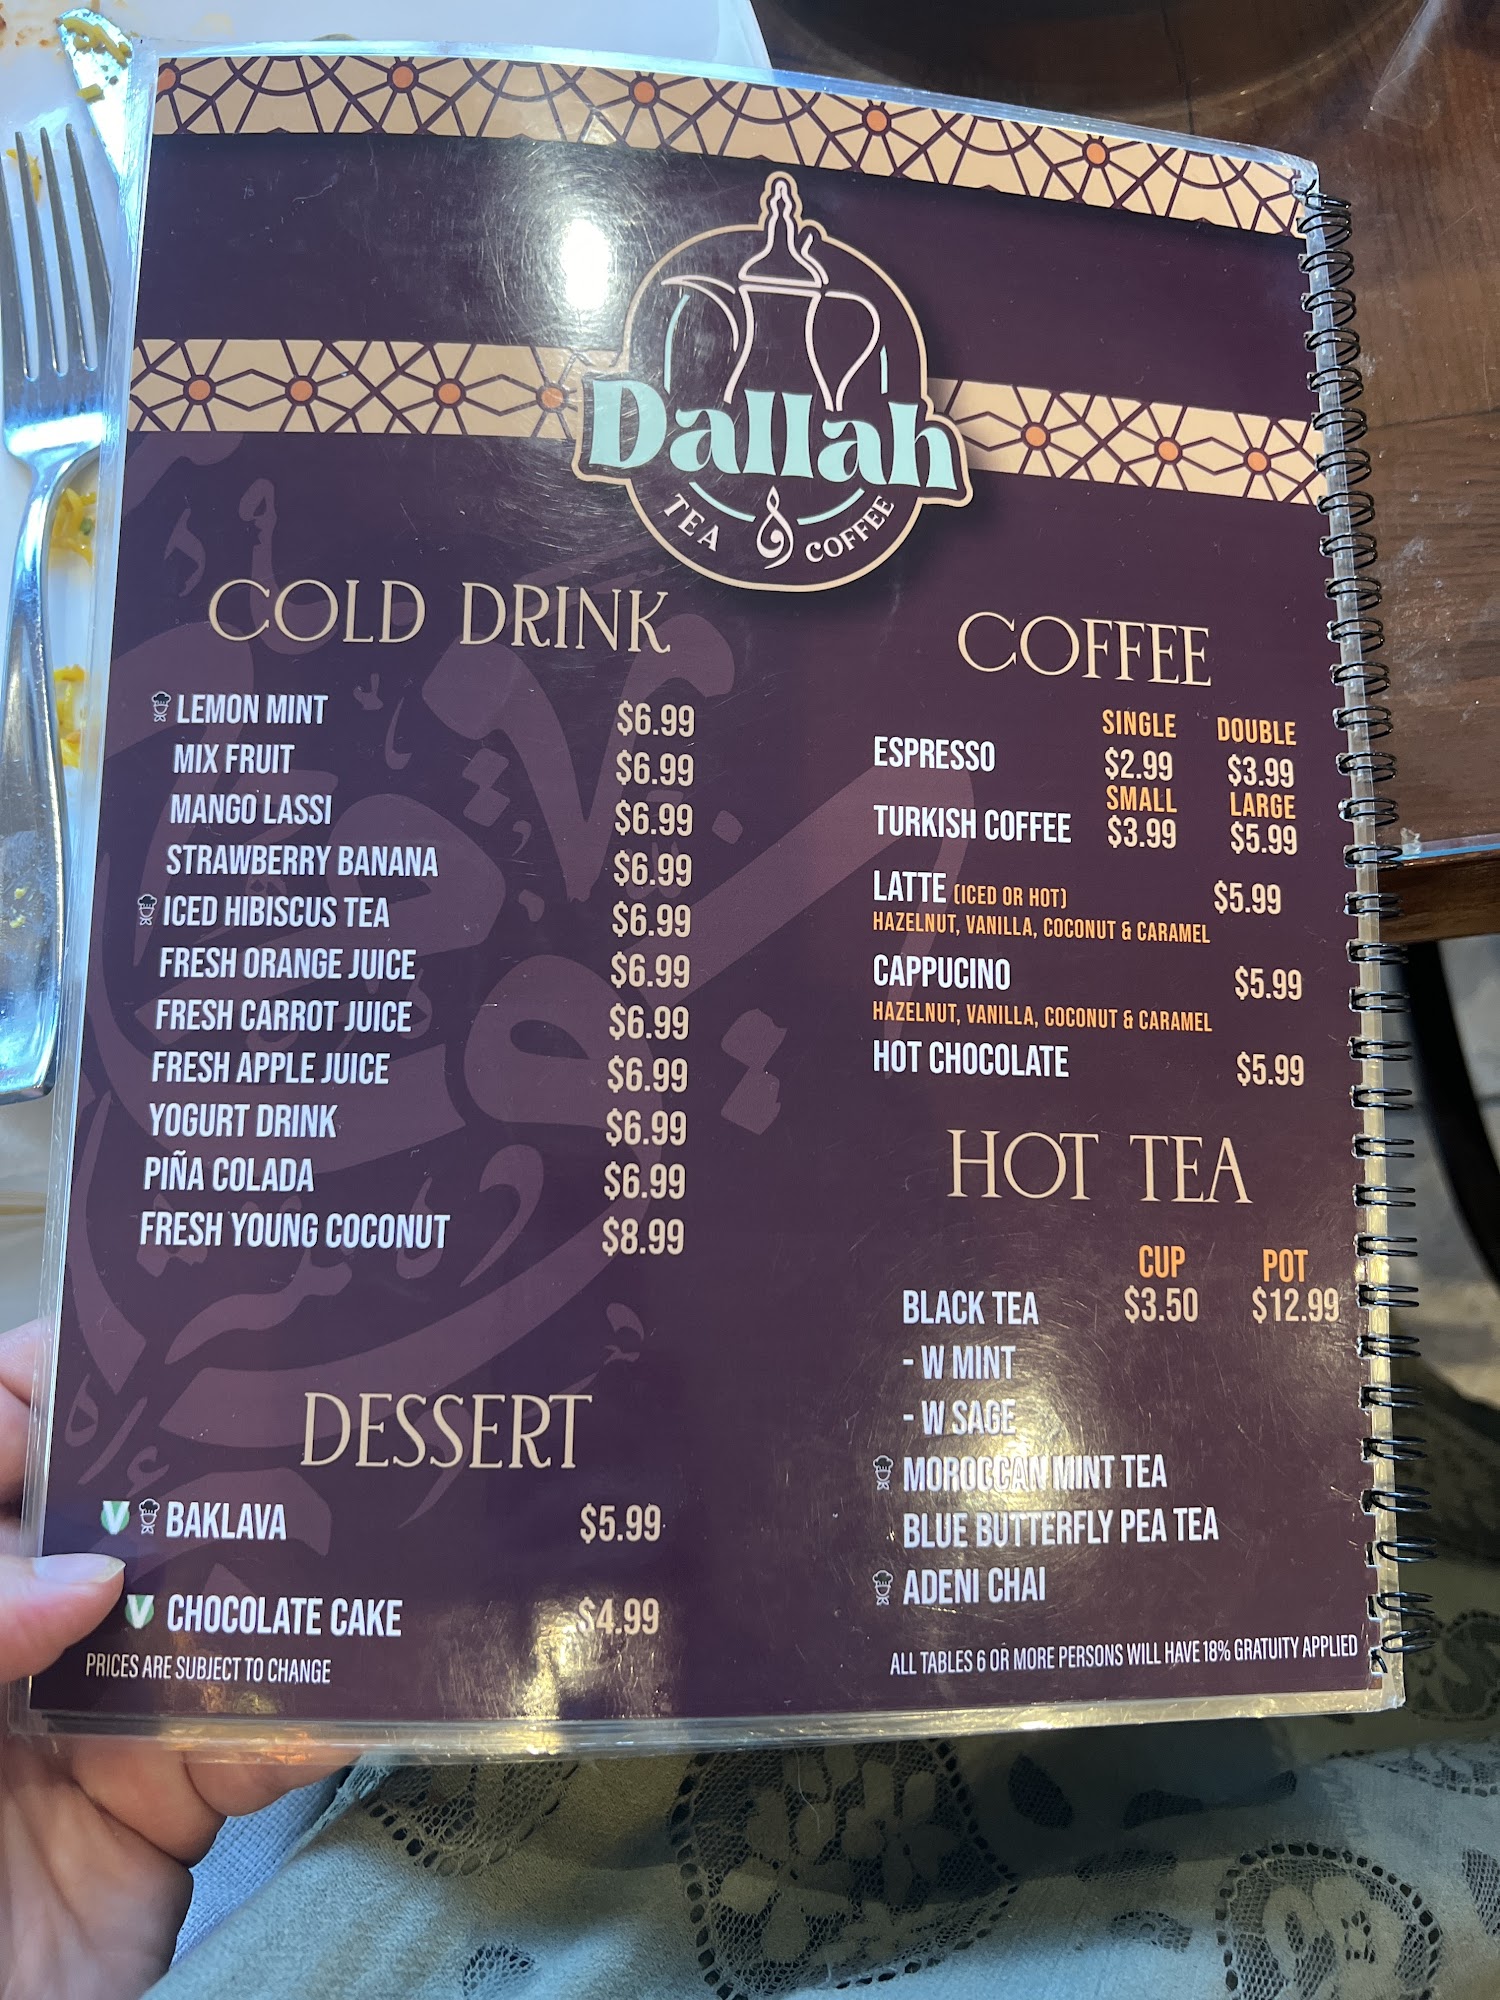 Dallah
TEA & COFFEE
COLD DRINK
LEMON MINT $6.99
MIX FRUIT $6.99
MANGO LASSI $6.99
STRAWBERRY BANANA $6.99
ICED HIBISCUS TEA $6.99
FRESH ORANGE JUICE $6.99
FRESH CARROT JUICE $6.99
FRESH APPLE JUICE $6.99
YOGURT DRINK $6.99
PIÑA COLADA $6.99
FRESH YOUNG COCONUT $8.99
DESSERT
V BAKLAVA $5.99
V CHOCOLATE CAKE $4.99
PRICES ARE SUBJECT TO CHANGE
COFFEE
SINGLE DOUBLE
ESPRESSO $2.99 $3.99
SMALL LARGE
TURKISH COFFEE $3.99 $5.99
LATTE (ICED OR HOT) $5.99
HAZELNUT, VANILLA, COCONUT & CARAMEL
CAPPUCINO $5.99
HAZELNUT, VANILLA, COCONUT & CARAMEL
HOT CHOCOLATE $5.99
HOT TEA
CUP POT
BLACK TEA $3.50 $12.99
- W MINT
- W SAGE
MOROCCAN MINT TEA
BLUE BUTTERFLY PEA TEA
ADENI CHAI
ALL TABLES 6 OR MORE PERSONS WILL HAVE 18% GRATUITY APPLIED